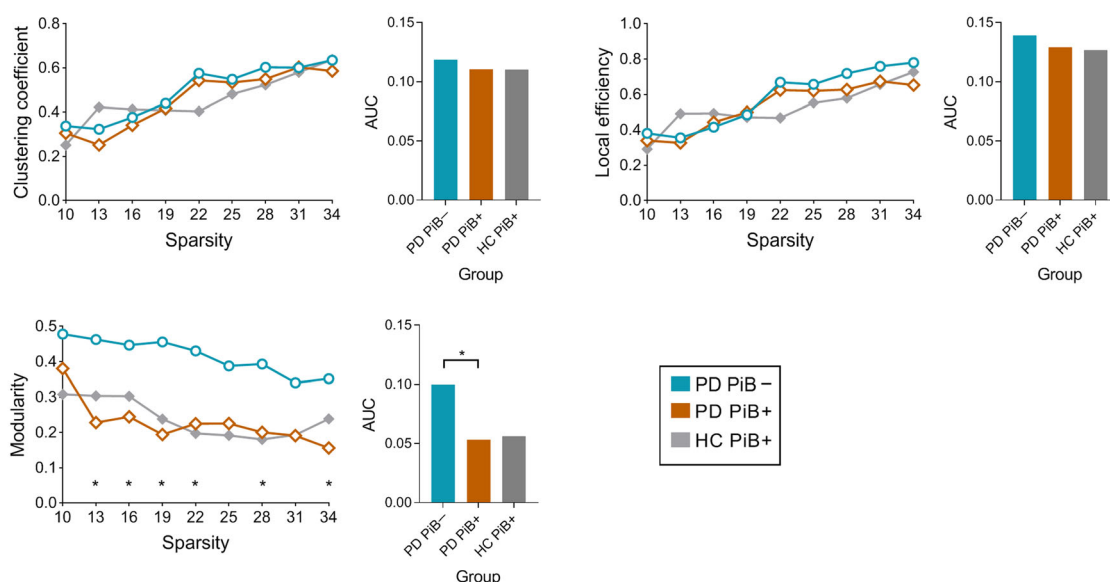 Clustering coefficient
0.8
0.6
0.4
0.2
0.0
10 13 16 19 22 25 28 31 34
Sparsity
AUC
0.15
0.10
0.05
0.00
PD PiB−
PD PiB+
HC PiB+
Group
Local efficiency
1.0
0.8
0.6
0.4
0.2
0.0
10 13 16 19 22 25 28 31 34
Sparsity
AUC
0.15
0.10
0.05
0.00
PD PiB−
PD PiB+
HC PiB+
Group
Modularity
0.5
0.4
0.3
0.2
0.1
0.0
* * * * * *
10 13 16 19 22 25 28 31 34
Sparsity
AUC
0.15
0.10
0.05
0.00
*
PD PiB−
PD PiB+
HC PiB+
Group
PD PiB −
PD PiB+
HC PiB+